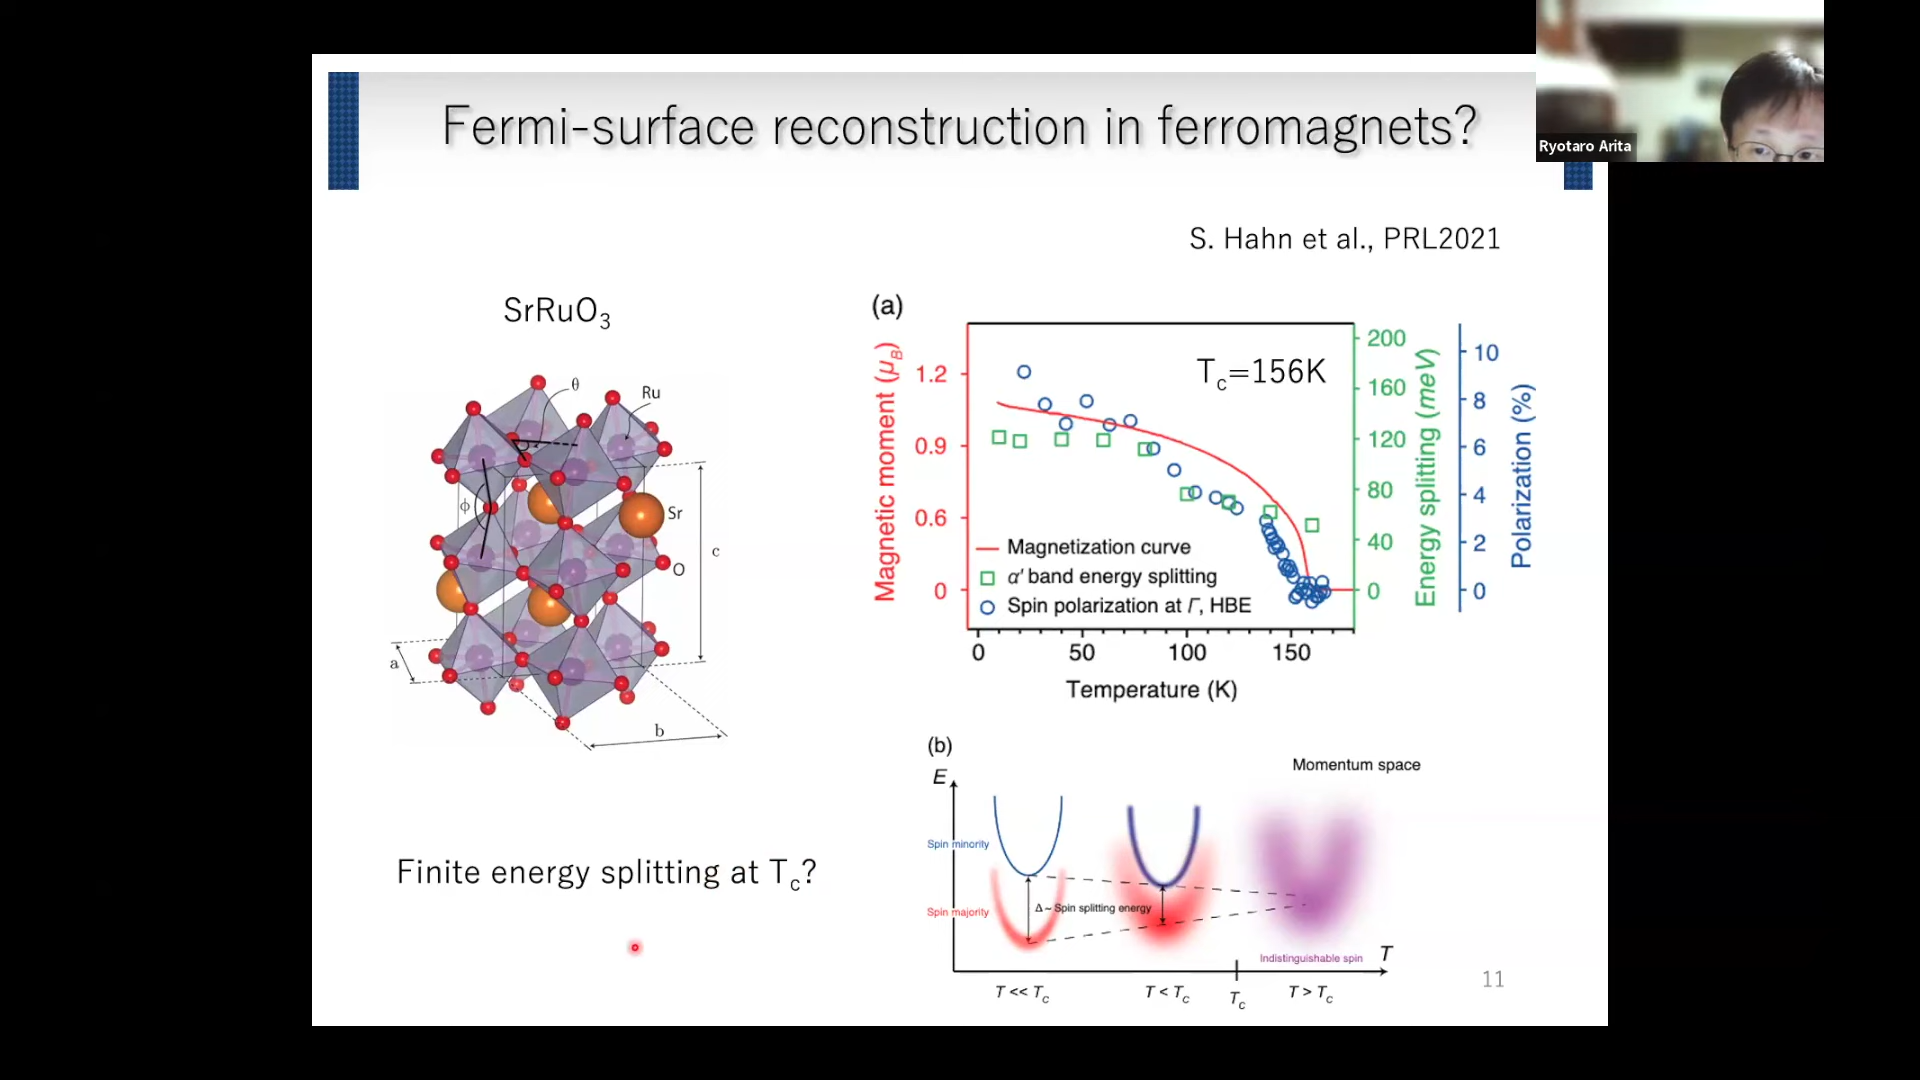 Fermi-surface reconstruction in ferromagnets?
Ryotaro Arita
S. Hahn et al., PRL2021
SrRuO3
θ
Ru
ϕ
Sr
c
O
a
b
(a)
Tc=156K
Magnetic moment (μB)
1.2
0.9
0.6
0
200
160
120
80
40
0
Energy splitting (meV)
10
8
6
4
2
0
Polarization (%)
Magnetization curve
α' band energy splitting
Spin polarization at Γ, HBE
0 50 100 150
Temperature (K)
(b)
Momentum space
E
Spin minority
Spin majority
Δ ~ Spin splitting energy
Indistinguishable spin
T
T << Tc
T < Tc
Tc
T > Tc
Finite energy splitting at Tc?
11